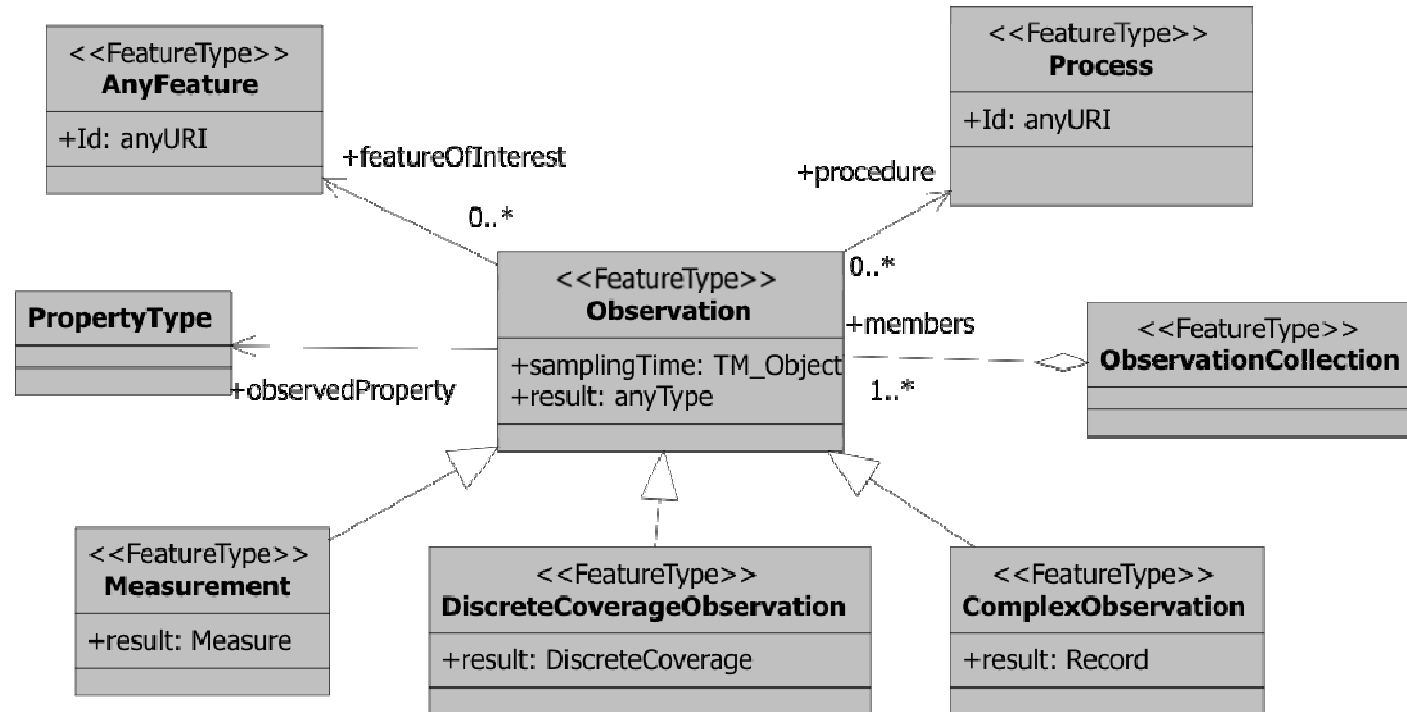 <<FeatureType>>
AnyFeature
+Id: anyURI
<<FeatureType>>
Process
+Id: anyURI
+featureOfInterest
+procedure
0..*
0..*
<<FeatureType>>
Observation
+samplingTime: TM_Object
+result: anyType
PropertyType
+observedProperty
+members
1..*
<<FeatureType>>
ObservationCollection
<<FeatureType>>
Measurement
+result: Measure
<<FeatureType>>
DiscreteCoverageObservation
+result: DiscreteCoverage
<<FeatureType>>
ComplexObservation
+result: Record